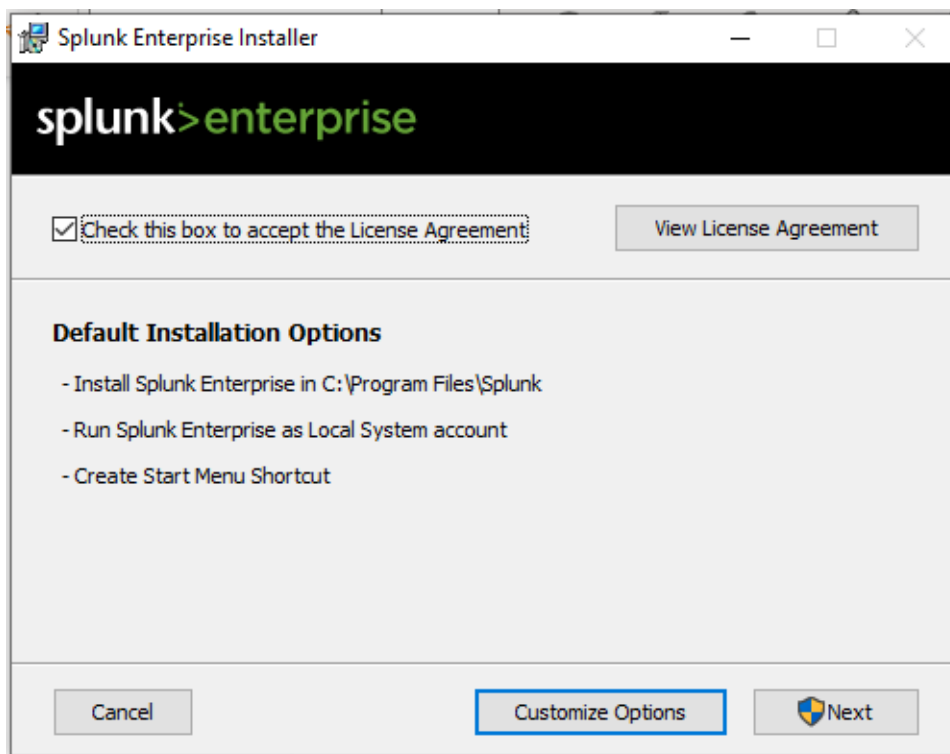 Splunk Enterprise Installer
splunk>enterprise
Check this box to accept the License Agreement
View License Agreement
Default Installation Options
- Install Splunk Enterprise in C:\Program Files\Splunk
- Run Splunk Enterprise as Local System account
- Create Start Menu Shortcut
Cancel
Customize Options
Next